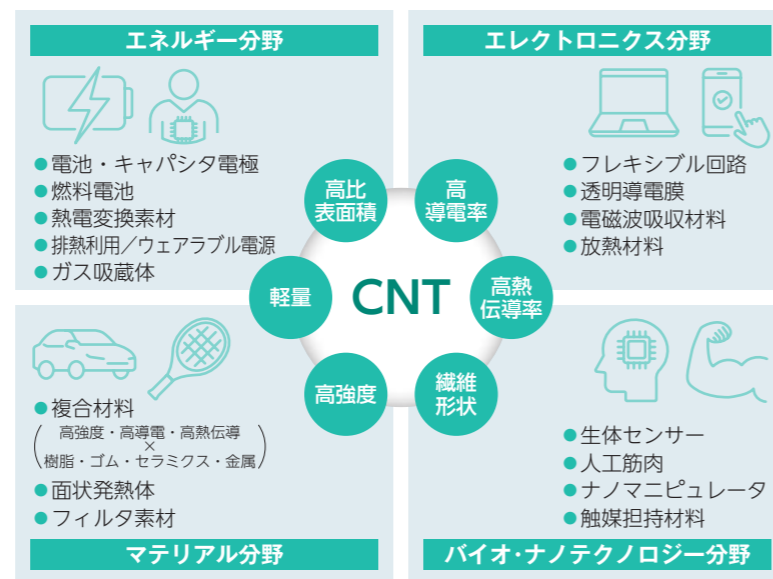 エネルギー分野
●電池・キャパシタ電極
●燃料電池
●熱電変換素材
●排熱利用／ウェアラブル電源
●ガス吸蔵体
エレクトロニクス分野
●フレキシブル回路
●透明導電膜
●電磁波吸収材料
●放熱材料
高比
表面積
高
導電率
軽量
CNT
高熱
伝導率
高強度
繊維
形状
●複合材料
高強度・高導電・高熱伝導
×
樹脂・ゴム・セラミクス・金属
●面状発熱体
●フィルタ素材
マテリアル分野
●生体センサー
●人工筋肉
●ナノマニピュレータ
●触媒担持材料
バイオ・ナノテクノロジー分野